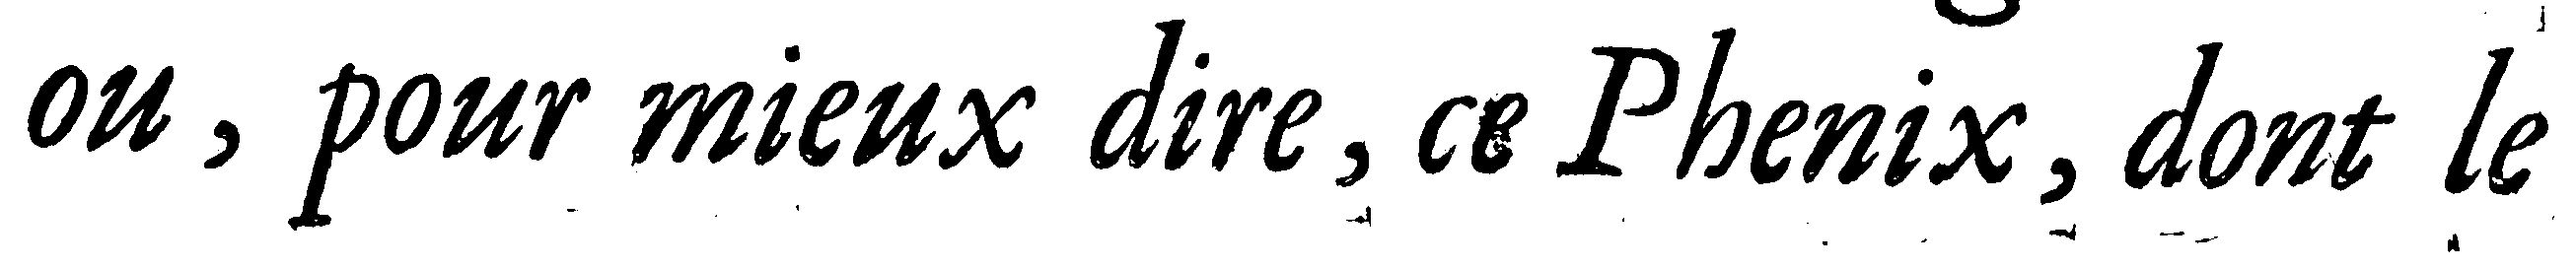 ou, pour mieux dire, ce Phenix, dont le